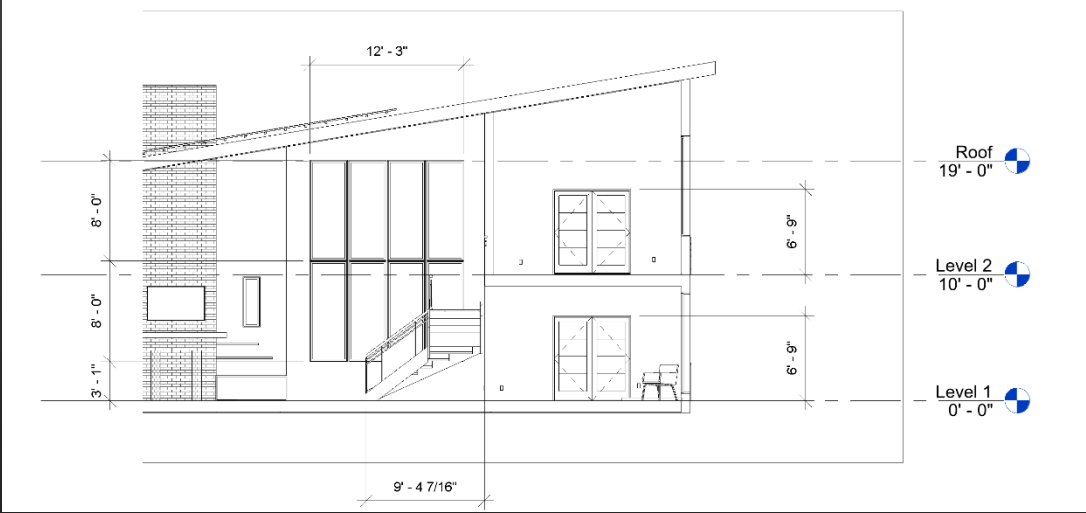 12' - 3"
Roof
19' - 0"
8' - 0"
6' - 9"
Level 2
10' - 0"
8' - 0"
6' - 9"
3' - 1"
Level 1
0' - 0"
9' - 4 7/16"